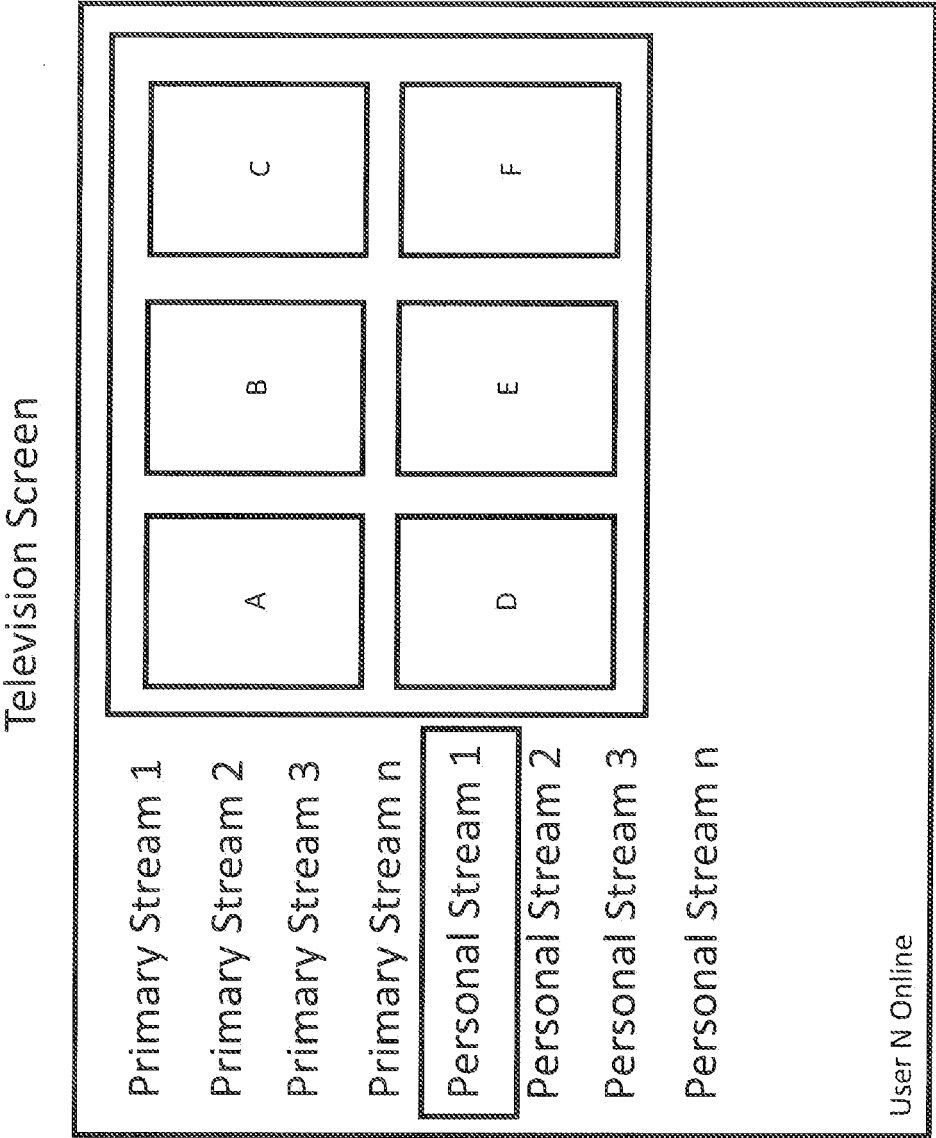 Television Screen
Primary Stream 1
Primary Stream 2
Primary Stream 3
Primary Stream n
Personal Stream 1
Personal Stream 2
Personal Stream 3
Personal Stream n
A
B
C
D
E
F
User N Online